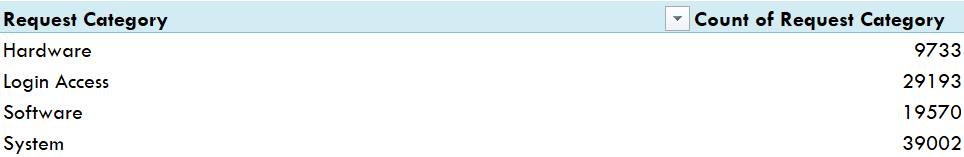 Request Category Count of Request Category
Hardware 9733
Login Access 29193
Software 19570
System 39002